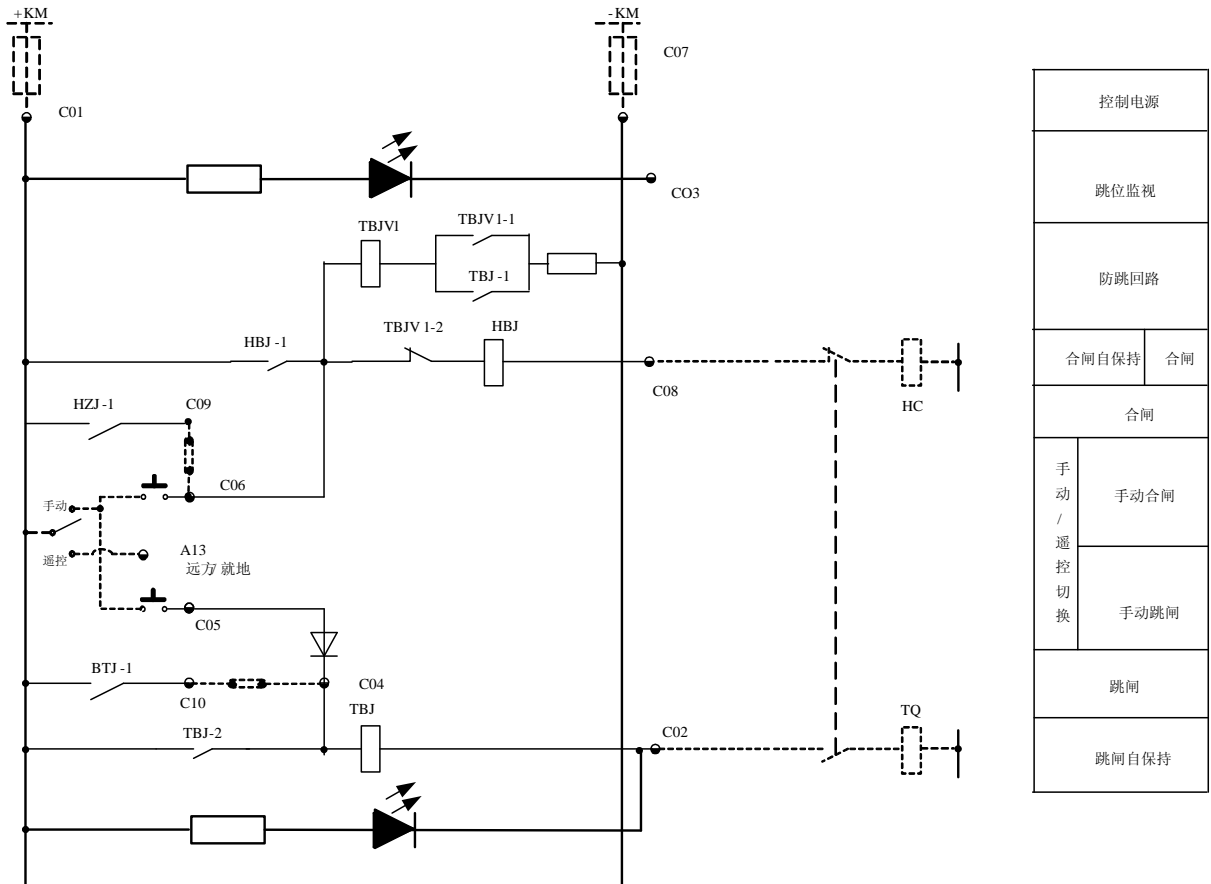 +KM
-KM
C07
C01
CO3
TBJV1
TBJV 1-1
TBJ -1
HBJ -1
TBJV 1-2
HBJ
C08
HC
HZJ -1
C09
C06
手动
遥控
A13
远方/就地
C05
BTJ -1
C10
C04
TBJ
TBJ-2
C02
TQ
控制电源
跳位监视
防跳回路
合闸自保持
合闸
合闸
手动/遥控切换
手动合闸
手动跳闸
跳闸
跳闸自保持